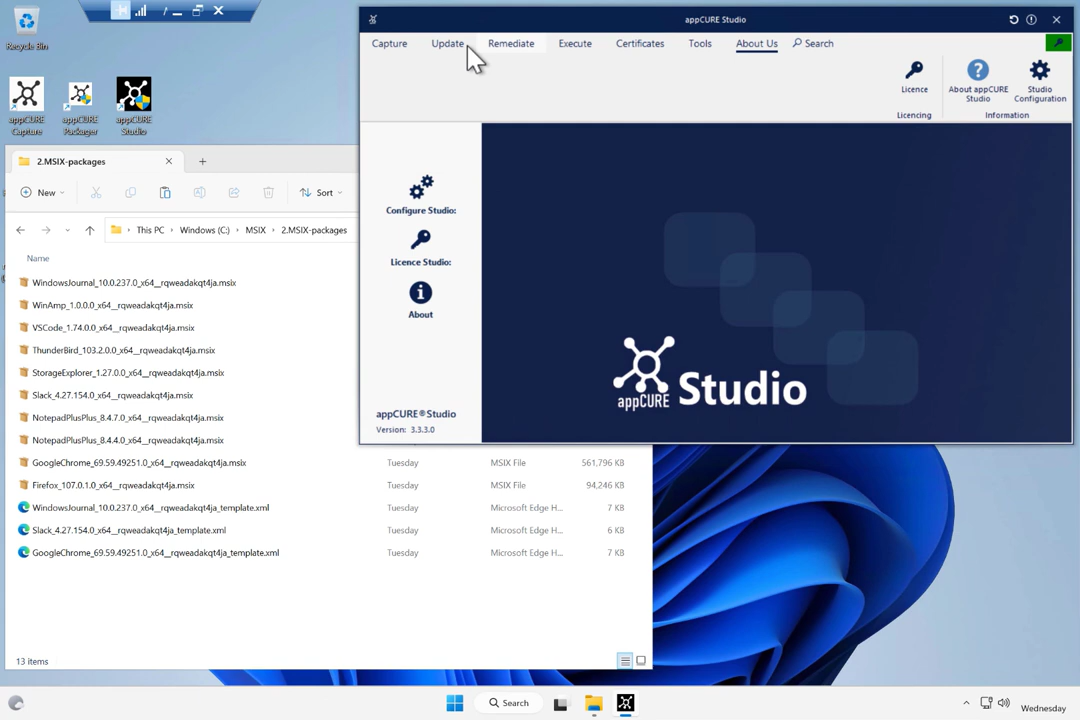 Recycle Bin
appCURE Capture
appCURE Packager
appCURE Studio
appCURE Studio
Capture Update Remediate Execute Certificates Tools About Us Search
Licence
About appCURE Studio
Studio Configuration
Licencing
Information
Configure Studio:
Licence Studio:
About
appCURE®Studio
Version: 3.3.3.0
appCURE Studio
2.MSIX-packages
New Sort
This PC Windows (C:) MSIX 2.MSIX-packages
Name
WindowsJournal_10.0.237.0_x64__rqweadakqt4ja.msix
WinAmp_1.0.0.0_x64__rqweadakqt4ja.msix
VSCode_1.74.0.0_x64__rqweadakqt4ja.msix
ThunderBird_103.2.0.0_x64__rqweadakqt4ja.msix
StorageExplorer_1.27.0.0_x64__rqweadakqt4ja.msix
Slack_4.27.154.0_x64__rqweadakqt4ja.msix
NotepadPlusPlus_8.4.7.0_x64__rqweadakqt4ja.msix
NotepadPlusPlus_8.4.4.0_x64__rqweadakqt4ja.msix
GoogleChrome_69.59.49251.0_x64__rqweadakqt4ja.msix Tuesday MSIX File 561,796 KB
Firefox_107.0.1.0_x64__rqweadakqt4ja.msix Tuesday MSIX File 94,246 KB
WindowsJournal_10.0.237.0_x64__rqweadakqt4ja_template.xml Tuesday Microsoft Edge H... 7 KB
Slack_4.27.154.0_x64__rqweadakqt4ja_template.xml Tuesday Microsoft Edge H... 6 KB
GoogleChrome_69.59.49251.0_x64__rqweadakqt4ja_template.xml Tuesday Microsoft Edge H... 7 KB
13 items
Search
Wednesday